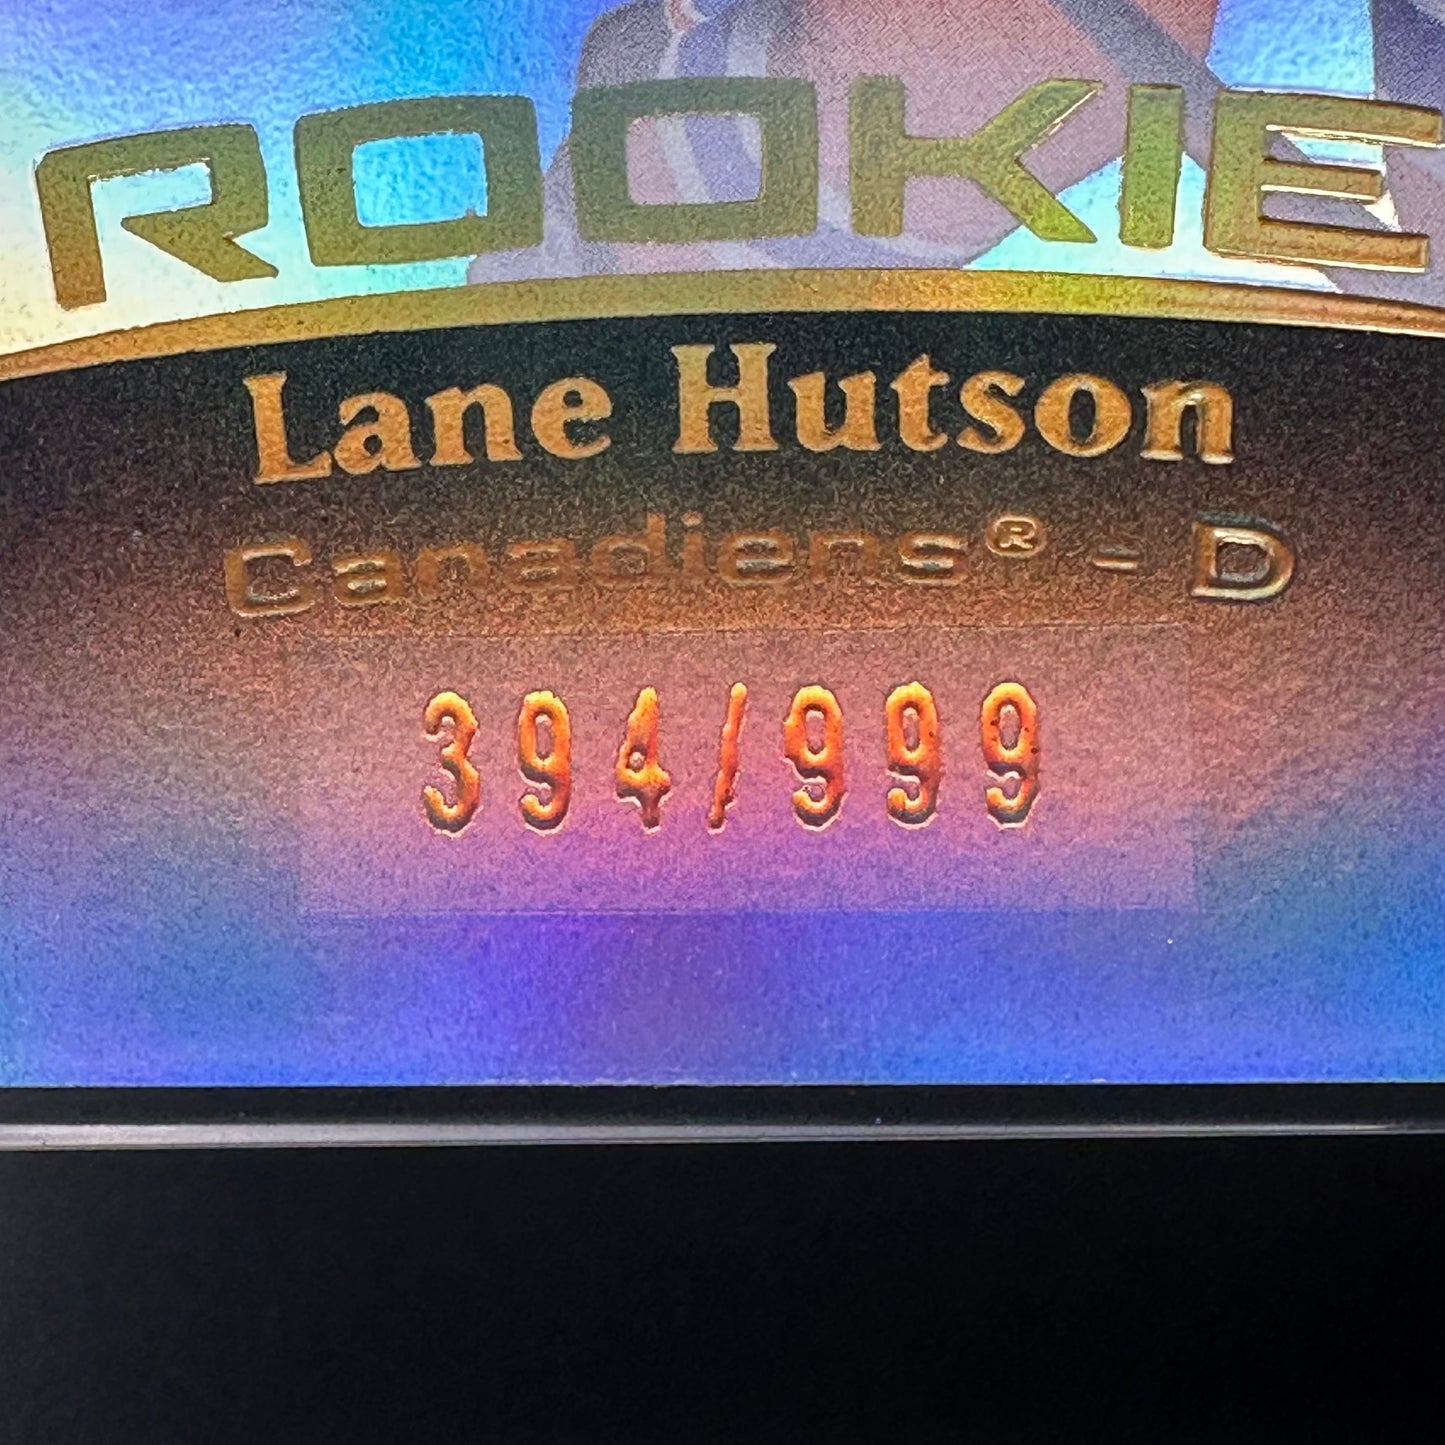 ROOKIE
Lane Hutson
Canadiens® - D
394/999